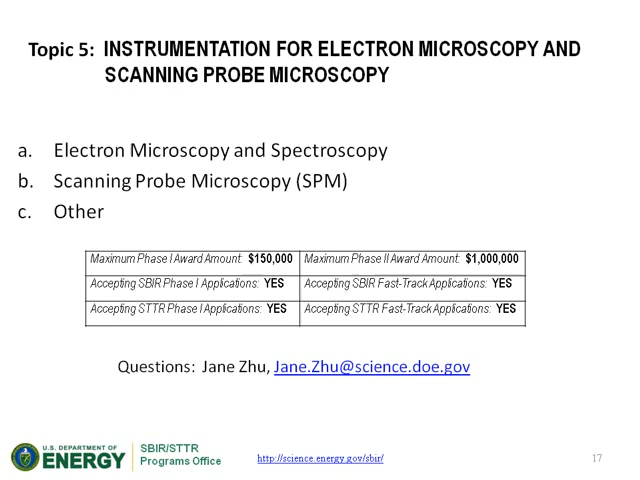 Topic 5: INSTRUMENTATION FOR ELECTRON MICROSCOPY AND
SCANNING PROBE MICROSCOPY
a. Electron Microscopy and Spectroscopy
b. Scanning Probe Microscopy (SPM)
c. Other
Maximum Phase I Award Amount: $150,000 Maximum Phase II Award Amount: $1,000,000
Accepting SBIR Phase I Applications: YES Accepting SBIR Fast-Track Applications: YES
Accepting STTR Phase I Applications: YES Accepting STTR Fast-Track Applications: YES
Questions: Jane Zhu, Jane.Zhu@science.doe.gov
U.S. DEPARTMENT OF
ENERGY
SBIR/STTR
Programs Office
http://science.energy.gov/sbir/
17